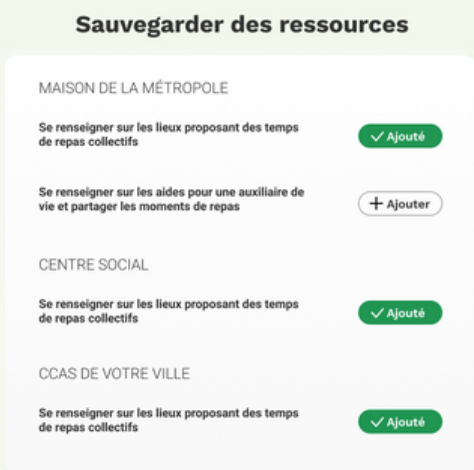 Sauvegarder des ressources
MAISON DE LA MÉTROPOLE
Se renseigner sur les lieux proposant des temps
de repas collectifs
Ajouté
Se renseigner sur les aides pour une auxiliaire de
vie et partager les moments de repas
Ajouter
CENTRE SOCIAL
Se renseigner sur les lieux proposant des temps
de repas collectifs
Ajouté
CCAS DE VOTRE VILLE
Se renseigner sur les lieux proposant des temps
de repas collectifs
Ajouté